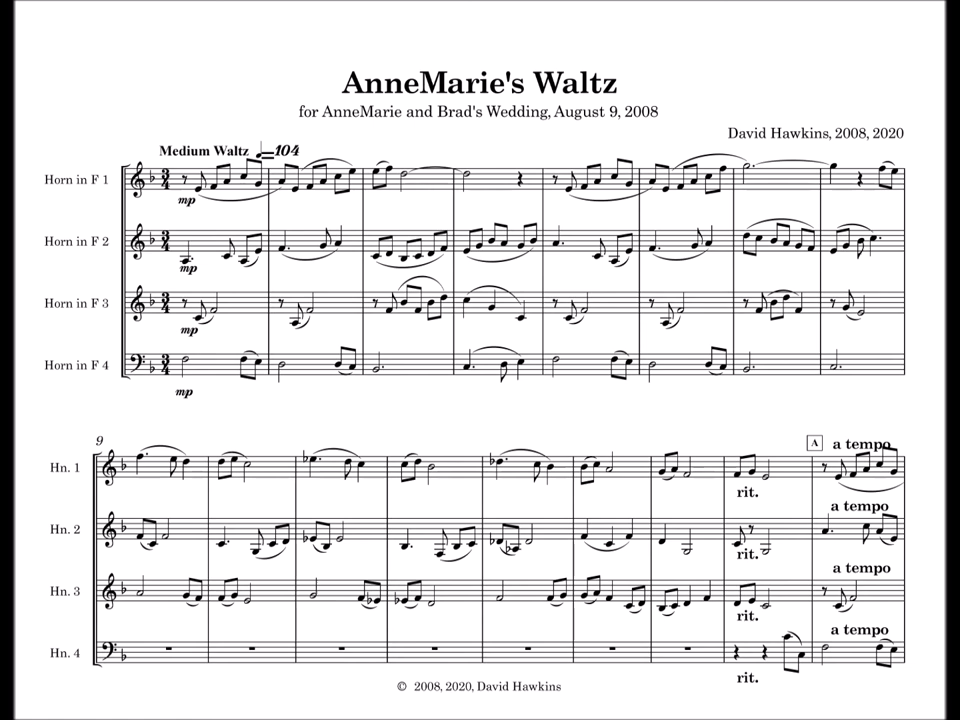 AnneMarie's Waltz
for AnneMarie and Brad's Wedding, August 9, 2008
David Hawkins, 2008, 2020
Medium Waltz ♩=104
Horn in F 1
mp
Horn in F 2
mp
Horn in F 3
mp
Horn in F 4
mp
9
A a tempo
Hn. 1
rit.
a tempo
Hn. 2
rit.
a tempo
Hn. 3
rit.
a tempo
Hn. 4
rit.
© 2008, 2020, David Hawkins